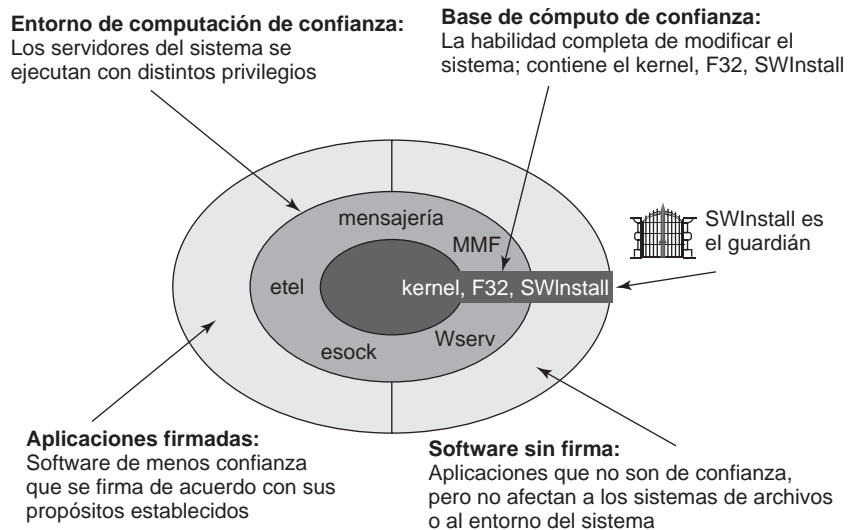 Entorno de computación de confianza:
Los servidores del sistema se
ejecutan con distintos privilegios
Base de cómputo de confianza:
La habilidad completa de modificar el
sistema; contiene el kernel, F32, SWInstall
mensajería
MMF
etel
kernel, F32, SWInstall
esock
Wserv
SWInstall es
el guardián
Aplicaciones firmadas:
Software de menos confianza
que se firma de acuerdo con sus
propósitos establecidos
Software sin firma:
Aplicaciones que no son de confianza,
pero no afectan a los sistemas de archivos
o al entorno del sistema